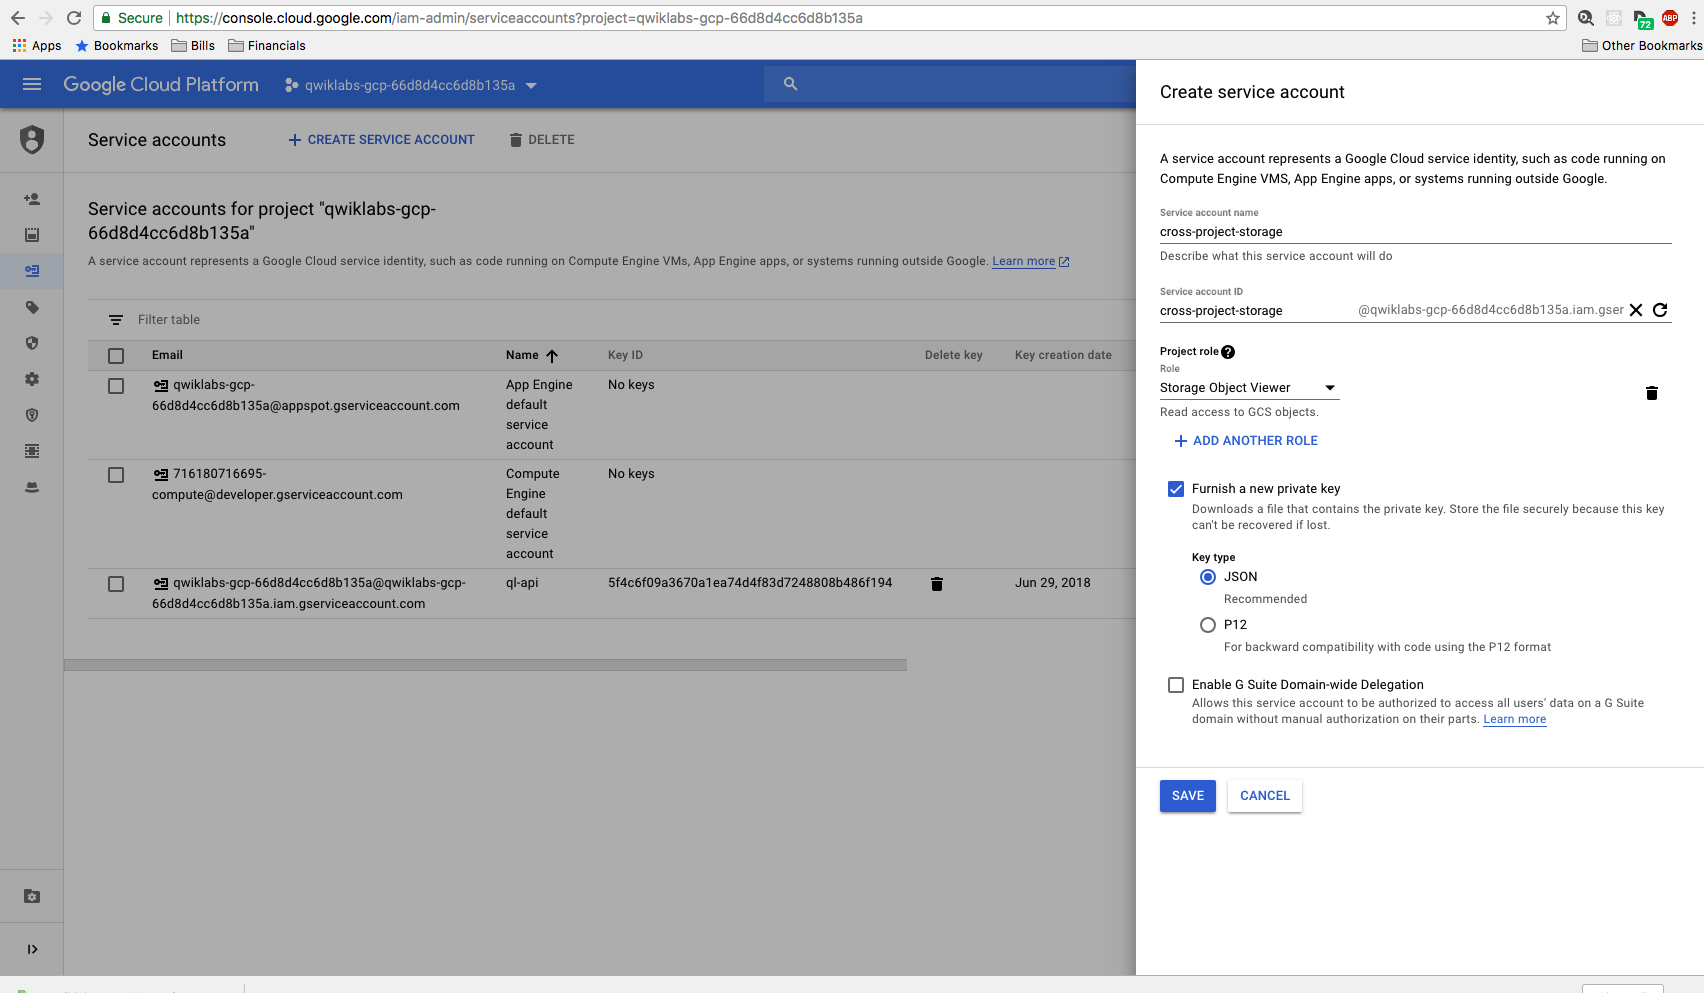 Secure https://console.cloud.google.com/iam-admin/serviceaccounts?project=qwiklabs-gcp-66d8d4cc6d8b135a
72
ABP
Apps Bookmarks Bills Financials Other Bookmarks
Google Cloud Platform qwiklabs-gcp-66d8d4cc6d8b135a
Service accounts CREATE SERVICE ACCOUNT DELETE
Service accounts for project "qwiklabs-gcp-
66d8d4cc6d8b135a"
A service account represents a Google Cloud service identity, such as code running on Compute Engine VMs, App Engine apps, or systems running outside Google. Learn more
Filter table
Email Name Key ID Delete key Key creation date
qwiklabs-gcp-
66d8d4cc6d8b135a@appspot.gserviceaccount.com
App Engine
default
service
account
No keys
716180716695-
compute@developer.gserviceaccount.com
Compute
Engine
default
service
account
No keys
qwiklabs-gcp-66d8d4cc6d8b135a@qwiklabs-gcp-
66d8d4cc6d8b135a.iam.gserviceaccount.com
ql-api
5f4c6f09a3670a1ea74d4f83d7248808b486f194
Jun 29, 2018
Create service account
A service account represents a Google Cloud service identity, such as code running on
Compute Engine VMS, App Engine apps, or systems running outside Google.
Service account name
cross-project-storage
Describe what this service account will do
Service account ID
cross-project-storage @qwiklabs-gcp-66d8d4cc6d8b135a.iam.gser
Project role
Role
Storage Object Viewer
Read access to GCS objects.
ADD ANOTHER ROLE
Furnish a new private key
Downloads a file that contains the private key. Store the file securely because this key
can't be recovered if lost.
Key type
JSON
Recommended
P12
For backward compatibility with code using the P12 format
Enable G Suite Domain-wide Delegation
Allows this service account to be authorized to access all users' data on a G Suite
domain without manual authorization on their parts. Learn more
SAVE CANCEL